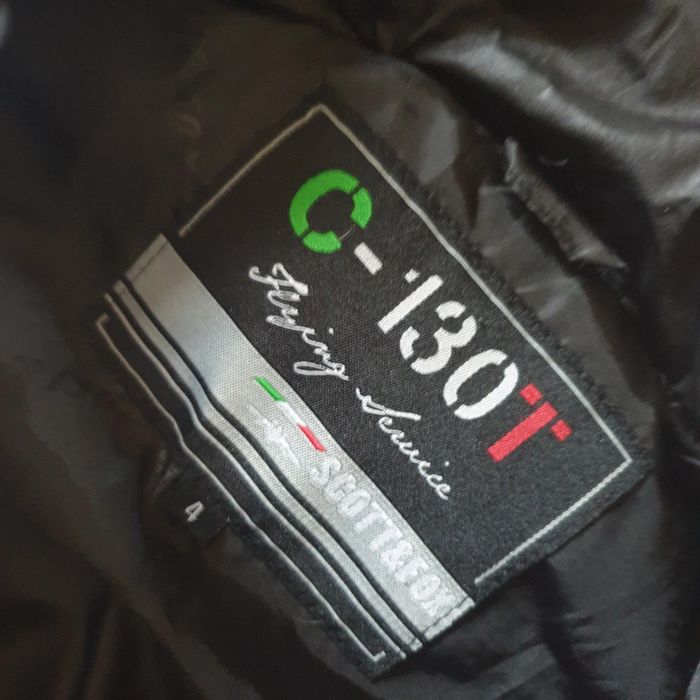 C-130T
Flying Service
SCOTT&FOX
4